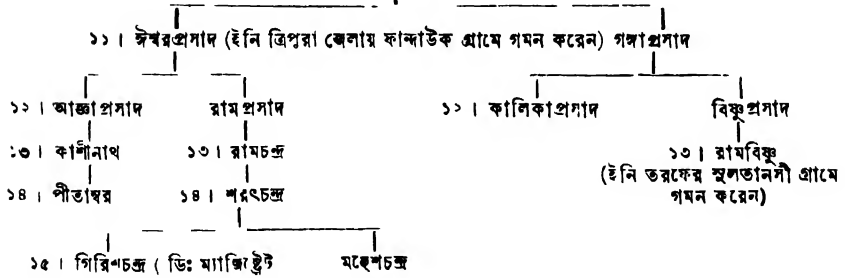 ১১। ঈশ্বরপ্রসাদ (ইনি ত্রিপুরা জেলায় ফান্দাউক গ্রামে গমন করেন) গঙ্গাপ্রসাদ
১২। আজ্ঞাপ্রসাদ রামপ্রসাদ ১২। কালিকাপ্রসাদ বিষ্ণুপ্রসাদ
১৩। কাশীনাথ ১৩। রামচন্দ্র ১৩। রামবিষ্ণু
(ইনি তরফের সুলতানসী গ্রামে
গমন করেন)
১৪। পীতাম্বর ১৪। শরৎচন্দ্র
১৫। গিরিশচন্দ্র ( ডিঃ ম্যাজিষ্ট্রেট মহেশচন্দ্র